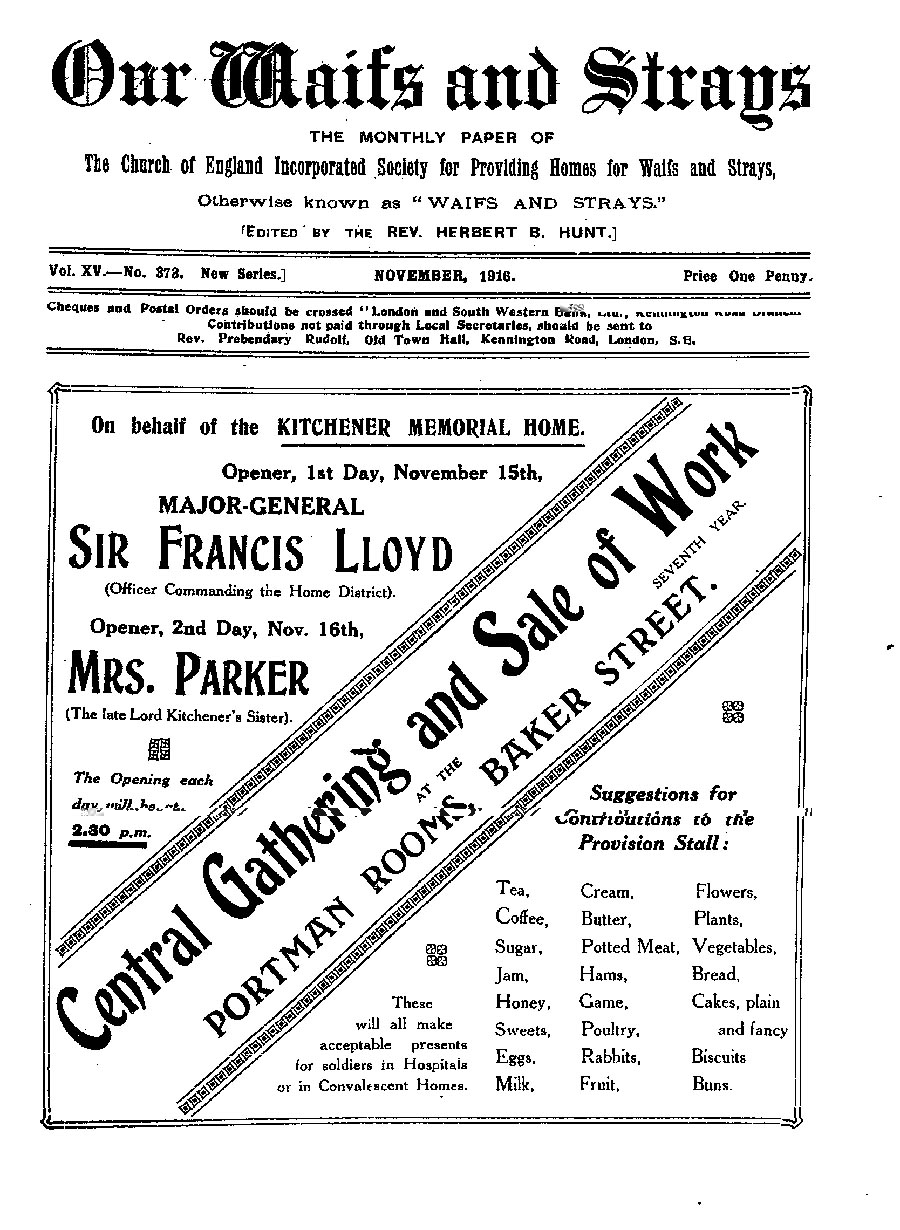 Our Waifs and Strays
THE MONTHLY PAPER OF
The Church of England Incorporated Society for Providing Homes for Waifs and Strays,
Otherwise known as "WAIFS AND STRAYS."
[EDITED BY THE REV. HERBERT B. HUNT.]
Vol. XV.—No. 373. New Series.] NOVEMBER, 1916. Price One Penny.
Cheques and Postal Orders should be crossed "London and South Western Bank, Ltd., Kennington Road Branch."
Contributions not paid through Local Secretaries, should be sent to
Rev. Prebendary Rudolf, Old Town Hall, Kennington Road, London, S.E.
On behalf of the KITCHENER MEMORIAL HOME.
Opener, 1st Day, November 15th,
MAJOR-GENERAL
SIR FRANCIS LLOYD
(Officer Commanding the Home District).
Opener, 2nd Day, Nov. 16th,
MRS. PARKER
(The late Lord Kitchener's Sister).
The Opening each
day will be at
2.30 p.m.
Central Gathering and Sale of Work
SEVENTH YEAR.
AT THE
PORTMAN ROOMS, BAKER STREET.
Suggestions for
Contributions to the
Provision Stall:
Tea, Cream, Flowers,
Coffee, Butter, Plants,
Sugar, Potted Meat, Vegetables,
Jam, Hams, Bread,
Honey, Game, Cakes, plain
Sweets, Poultry, and fancy
Eggs, Rabbits, Biscuits
Milk, Fruit, Buns.
These
will all make
acceptable presents
for soldiers in Hospitals
or in Convalescent Homes.